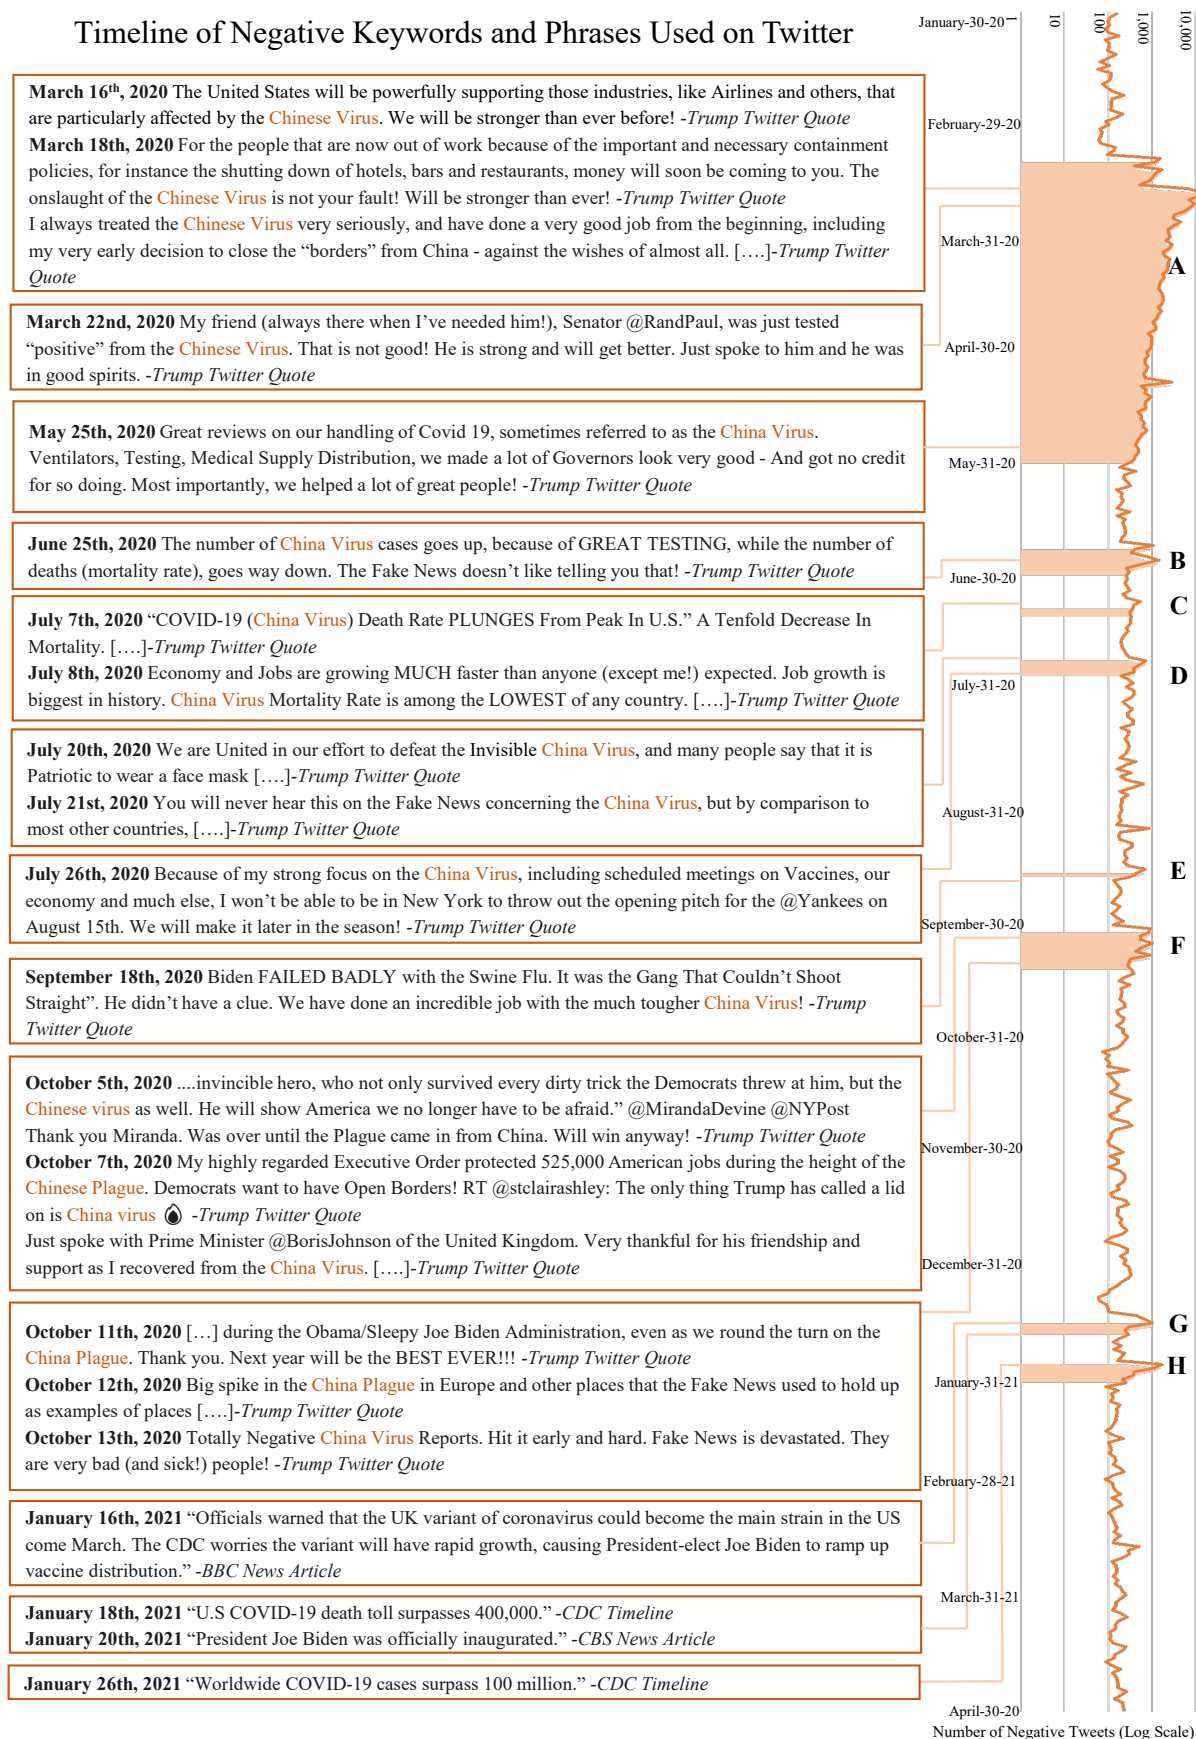 Timeline of Negative Keywords and Phrases Used on Twitter
March 16th, 2020 The United States will be powerfully supporting those industries, like Airlines and others, that
are particularly affected by the Chinese Virus. We will be stronger than ever before! -Trump Twitter Quote
March 18th, 2020 For the people that are now out of work because of the important and necessary containment
policies, for instance the shutting down of hotels, bars and restaurants, money will soon be coming to you. The
onslaught of the Chinese Virus is not your fault! Will be stronger than ever! -Trump Twitter Quote
I always treated the Chinese Virus very seriously, and have done a very good job from the beginning, including
my very early decision to close the “borders” from China - against the wishes of almost all. [….]-Trump Twitter
Quote
March 22nd, 2020 My friend (always there when I’ve needed him!), Senator @RandPaul, was just tested
“positive” from the Chinese Virus. That is not good! He is strong and will get better. Just spoke to him and he was
in good spirits. -Trump Twitter Quote
May 25th, 2020 Great reviews on our handling of Covid 19, sometimes referred to as the China Virus.
Ventilators, Testing, Medical Supply Distribution, we made a lot of Governors look very good - And got no credit
for so doing. Most importantly, we helped a lot of great people! -Trump Twitter Quote
June 25th, 2020 The number of China Virus cases goes up, because of GREAT TESTING, while the number of
deaths (mortality rate), goes way down. The Fake News doesn’t like telling you that! -Trump Twitter Quote
July 7th, 2020 “COVID-19 (China Virus) Death Rate PLUNGES From Peak In U.S.” A Tenfold Decrease In
Mortality. [….]-Trump Twitter Quote
July 8th, 2020 Economy and Jobs are growing MUCH faster than anyone (except me!) expected. Job growth is
biggest in history. China Virus Mortality Rate is among the LOWEST of any country. [….]-Trump Twitter Quote
July 20th, 2020 We are United in our effort to defeat the Invisible China Virus, and many people say that it is
Patriotic to wear a face mask [….]-Trump Twitter Quote
July 21st, 2020 You will never hear this on the Fake News concerning the China Virus, but by comparison to
most other countries, [….]-Trump Twitter Quote
July 26th, 2020 Because of my strong focus on the China Virus, including scheduled meetings on Vaccines, our
economy and much else, I won’t be able to be in New York to throw out the opening pitch for the @Yankees on
August 15th. We will make it later in the season! -Trump Twitter Quote
September 18th, 2020 Biden FAILED BADLY with the Swine Flu. It was the Gang That Couldn’t Shoot
Straight”. He didn’t have a clue. We have done an incredible job with the much tougher China Virus! -Trump
Twitter Quote
October 5th, 2020 ....invincible hero, who not only survived every dirty trick the Democrats threw at him, but the
Chinese virus as well. He will show America we no longer have to be afraid.” @MirandaDevine @NYPost
Thank you Miranda. Was over until the Plague came in from China. Will win anyway! -Trump Twitter Quote
October 7th, 2020 My highly regarded Executive Order protected 525,000 American jobs during the height of the
Chinese Plague. Democrats want to have Open Borders! RT @stclairashley: The only thing Trump has called a lid
on is China virus -Trump Twitter Quote
Just spoke with Prime Minister @BorisJohnson of the United Kingdom. Very thankful for his friendship and
support as I recovered from the China Virus. [….]-Trump Twitter Quote
October 11th, 2020 […] during the Obama/Sleepy Joe Biden Administration, even as we round the turn on the
China Plague. Thank you. Next year will be the BEST EVER!!! -Trump Twitter Quote
October 12th, 2020 Big spike in the China Plague in Europe and other places that the Fake News used to hold up
as examples of places [….]-Trump Twitter Quote
October 13th, 2020 Totally Negative China Virus Reports. Hit it early and hard. Fake News is devastated. They
are very bad (and sick!) people! -Trump Twitter Quote
January 16th, 2021 “Officials warned that the UK variant of coronavirus could become the main strain in the US
come March. The CDC worries the variant will have rapid growth, causing President-elect Joe Biden to ramp up
vaccine distribution.” -BBC News Article
January 18th, 2021 “U.S COVID-19 death toll surpasses 400,000.” -CDC Timeline
January 20th, 2021 “President Joe Biden was officially inaugurated.” -CBS News Article
January 26th, 2021 “Worldwide COVID-19 cases surpass 100 million.” -CDC Timeline
1
10
100
1,000
10,000
January-30-20
February-29-20
March-31-20
April-30-20
May-31-20
June-30-20
July-31-20
August-31-20
September-30-20
October-31-20
November-30-20
December-31-20
January-31-21
February-28-21
March-31-21
April-30-20
A
B
C
D
E
F
G
H
Number of Negative Tweets (Log Scale)